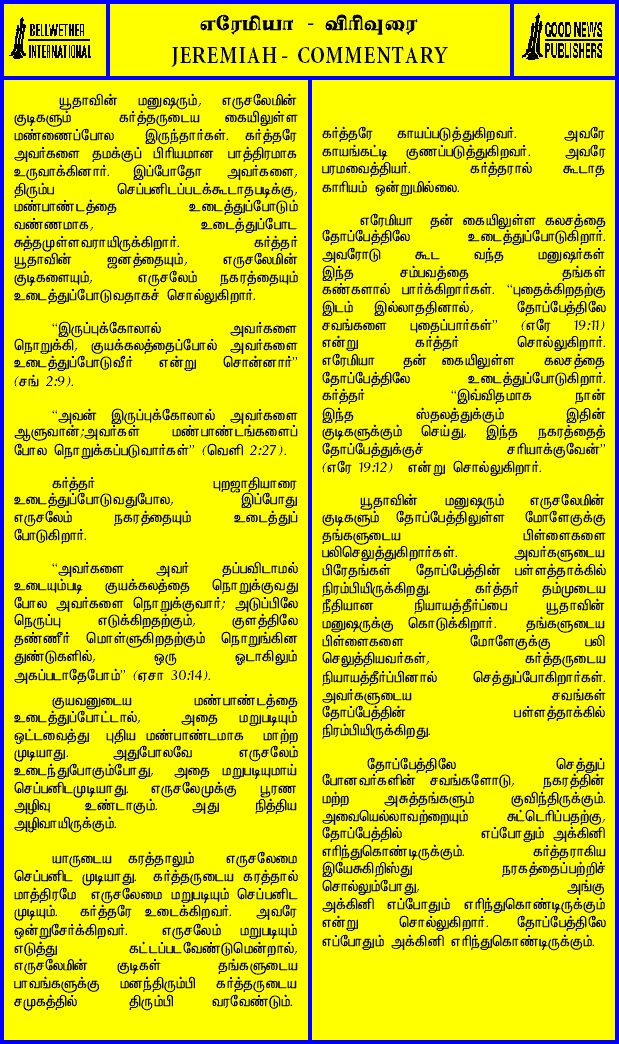 BELLWETHER
INTERNATIONAL
எரேமியா - விரிவுரை
JEREMIAH - COMMENTARY
GOOD NEWS
PUBLISHERS
யூதாவின் மனுஷரும், எருசலேமின்
குடிகளும் கர்த்தருடைய கையிலுள்ள
மண்ணைப்போல இருந்தார்கள். கர்த்தரே
அவர்களை தமக்குப் பிரியமான பாத்திரமாக
உருவாக்கினார். இப்போதோ அவர்களை,
திரும்ப செப்பனிடப்படக்கூடாதபடிக்கு,
மண்பாண்டத்தை உடைத்துப்போடும்
வண்ணமாக, உடைத்துப்போட
சுத்தமுள்ளவராயிருக்கிறார். கர்த்தர்
யூதாவின் ஜனத்தையும், எருசலேமின்
குடிகளையும், எருசலேம் நகரத்தையும்
உடைத்துப்போடுவதாகச் சொல்லுகிறார்.
“இருப்புக்கோலால் அவர்களை
நொறுக்கி, குயக்கலத்தைப்போல் அவர்களை
உடைத்துப்போடுவீர் என்று சொன்னார்”
(சங் 2:9).
“அவன் இருப்புக்கோலால் அவர்களை
ஆளுவான்;அவர்கள் மண்பாண்டங்களைப்
போல நொறுக்கப்படுவார்கள்” (வெளி 2:27).
கர்த்தர் புறஜாதியாரை
உடைத்துப்போடுவதுபோல, இப்போது
எருசலேம் நகரத்தையும் உடைத்துப்
போடுகிறார்.
“அவர்களை அவர் தப்பவிடாமல்
உடையும்படி குயக்கலத்தை நொறுக்குவது
போல அவர்களை நொறுக்குவார்; அடுப்பிலே
நெருப்பு எடுக்கிறதற்கும், குளத்திலே
தண்ணீர் மொள்ளுகிறதற்கும் நொறுங்கின
துண்டுகளில், ஒரு ஓடாகிலும்
அகப்படாதேபோம்” (ஏசா 30:14).
குயவனுடைய மண்பாண்டத்தை
உடைத்துப்போட்டால், அதை மறுபடியும்
ஒட்டவைத்து புதிய மண்பாண்டமாக மாற்ற
முடியாது. அதுபோலவே எருசலேம்
உடைந்துபோகும்போது, அதை மறுபடியுமாய்
செப்பனிடமுடியாது. எருசலேமுக்கு பூரண
அழிவு உண்டாகும். அது நித்திய
அழிவாயிருக்கும்.
யாருடைய கரத்தாலும் எருசலேமை
செப்பனிட முடியாது. கர்த்தருடைய கரத்தால்
மாத்திரமே எருசலேமை மறுபடியும் செப்பனிட
முடியும். கர்த்தரே உடைக்கிறவர். அவரே
ஒன்றுசேர்க்கிறவர். எருசலேம் மறுபடியும்
எடுத்து கட்டப்படவேண்டுமென்றால்,
எருசலேமின் குடிகள் தங்களுடைய
பாவங்களுக்கு மனந்திரும்பி கர்த்தருடைய
சமுகத்தில் திரும்பி வரவேண்டும்.
கர்த்தரே காயப்படுத்துகிறவர். அவரே
காயங்கட்டி குணப்படுத்துகிறவர். அவரே
பரமவைத்தியர். கர்த்தரால் கூடாத
காரியம் ஒன்றுமில்லை.
எரேமியா தன் கையிலுள்ள கலசத்தை
தோப்பேத்திலே உடைத்துப்போடுகிறார்.
அவரோடு கூட வந்த மனுஷர்கள்
இந்த சம்பவத்தை தங்கள்
கண்களால் பார்க்கிறார்கள். “புதைக்கிறதற்கு
இடம் இல்லாததினால், தோப்பேத்திலே
சவங்களை புதைப்பார்கள்” (எரே 19:11)
என்று கர்த்தர் சொல்லுகிறார்.
எரேமியா தன் கையிலுள்ள கலசத்தை
தோப்பேத்திலே உடைத்துப்போடுகிறார்.
கர்த்தர் “இவ்விதமாக நான்
இந்த ஸ்தலத்துக்கும் இதின்
குடிகளுக்கும் செய்து, இந்த நகரத்தைத்
தோப்பேத்துக்குச் சரியாக்குவேன்”
(எரே 19:12) என்று சொல்லுகிறார்.
யூதாவின் மனுஷரும் எருசலேமின்
குடிகளும் தோப்பேத்திலுள்ள மோளேகுக்கு
தங்களுடைய பிள்ளைகளை
பலிசெலுத்துகிறார்கள். அவர்களுடைய
பிரேதங்கள் தோப்பேத்தின் பள்ளத்தாக்கில்
நிரம்பியிருக்கிறது. கர்த்தர் தம்முடைய
நீதியான நியாயத்தீர்ப்பை யூதாவின்
மனுஷருக்கு கொடுக்கிறார். தங்களுடைய
பிள்ளைகளை மோளேகுக்கு பலி
செலுத்தியவர்கள், கர்த்தருடைய
நியாயத்தீர்ப்பினால் செத்துப்போகிறார்கள்.
அவர்களுடைய சவங்கள்
தோப்பேத்தின் பள்ளத்தாக்கில்
நிரம்பியிருக்கிறது.
தோப்பேத்திலே செத்துப்
போனவர்களின் சவங்களோடு, நகரத்தின்
மற்ற அசுத்தங்களும் குவிந்திருக்கும்.
அவையெல்லாவற்றையும் சுட்டெரிப்பதற்கு,
தோப்பேத்தில் எப்போதும் அக்கினி
எரிந்துகொண்டிருக்கும். கர்த்தராகிய
இயேசுகிறிஸ்து நரகத்தைப்பற்றிச்
சொல்லும்போது, அங்கு
அக்கினி எப்போதும் எரிந்துகொண்டிருக்கும்
என்று சொல்லுகிறார். தோப்பேத்திலே
எப்போதும் அக்கினி எரிந்துகொண்டிருக்கும்.